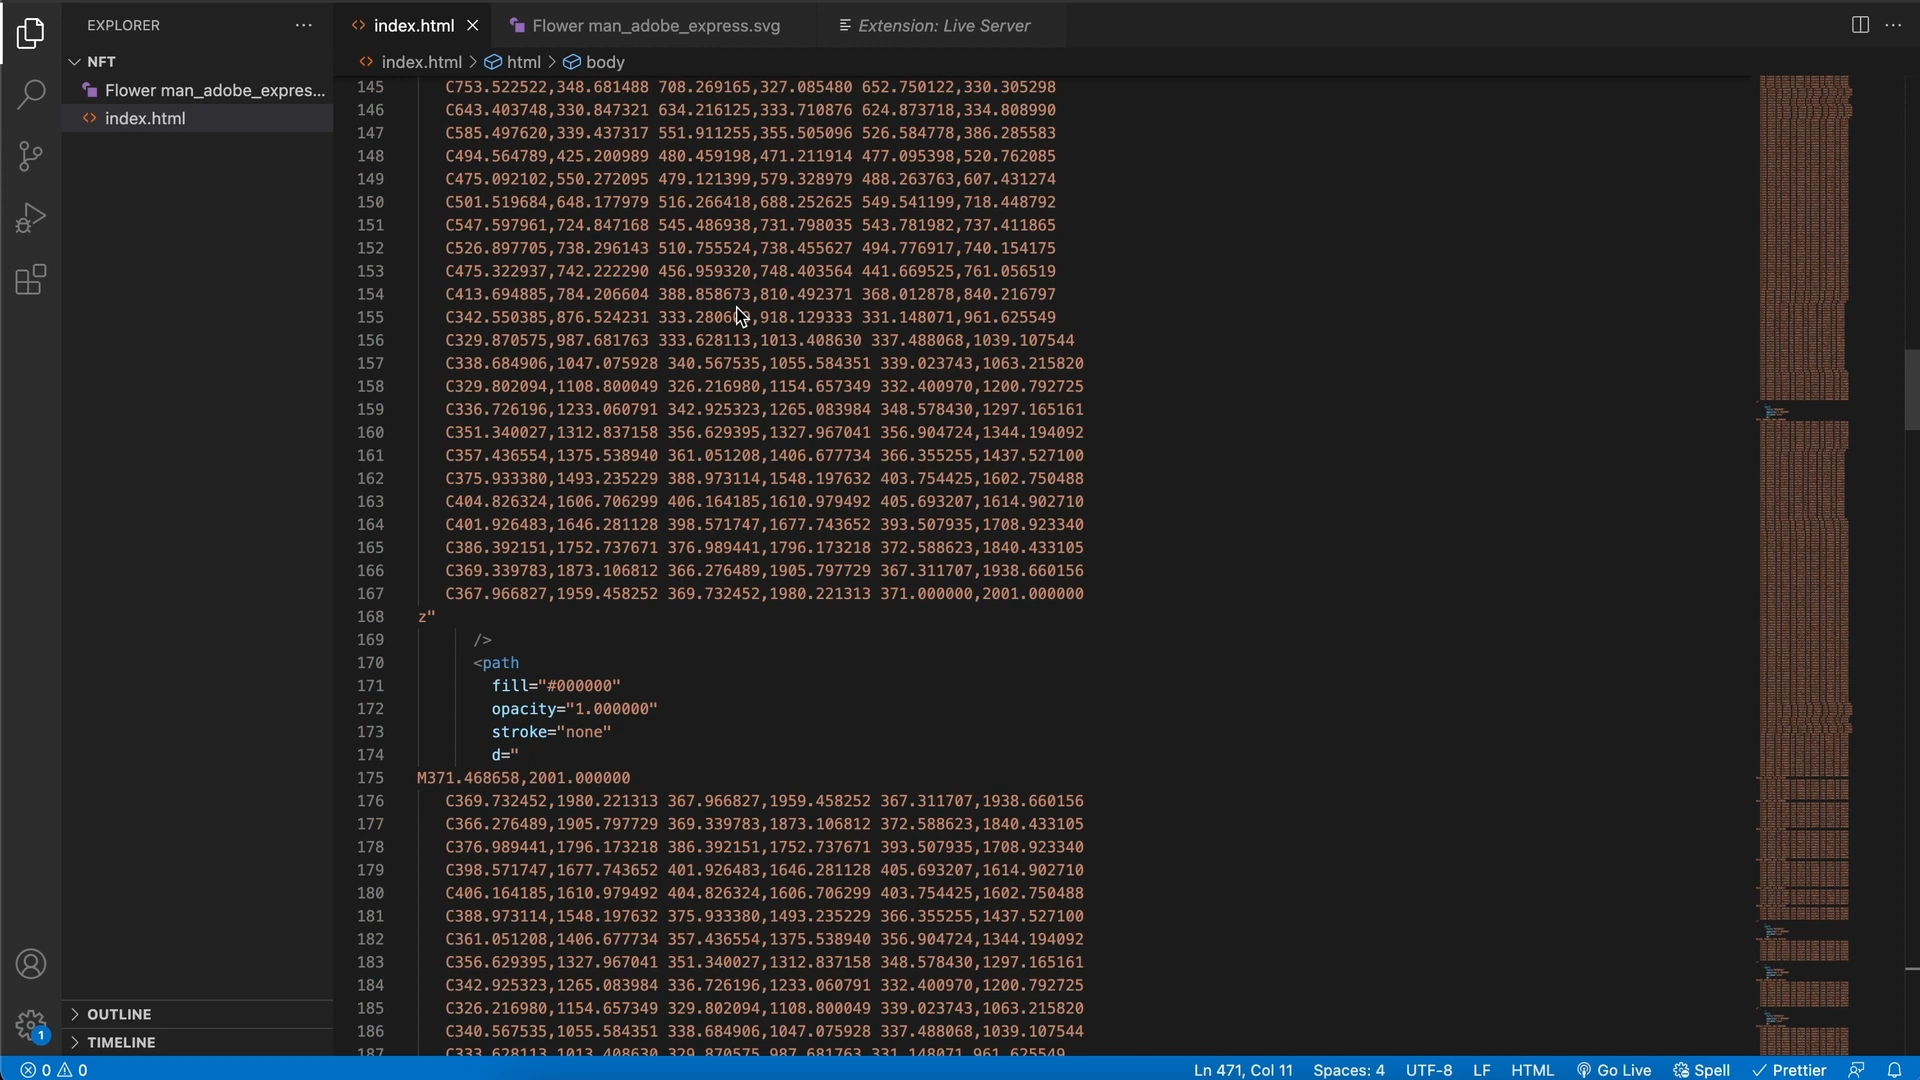 EXPLORER
NFT
Flower man_adobe_expres...
index.html
OUTLINE
TIMELINE
index.html
Flower man_adobe_express.svg
Extension: Live Server
index.html > html > body
145 C753.522522,348.681488 708.269165,327.085480 652.750122,330.305298
146 C643.403748,330.847321 634.216125,333.710876 624.873718,334.808990
147 C585.497620,339.437317 551.911255,355.505096 526.584778,386.285583
148 C494.564789,425.200989 480.459198,471.211914 477.095398,520.762085
149 C475.092102,550.272095 479.121399,579.328979 488.263763,607.431274
150 C501.519684,648.177979 516.266418,688.252625 549.541199,718.448792
151 C547.597961,724.847168 545.486938,731.798035 543.781982,737.411865
152 C526.897705,738.296143 510.755524,738.455627 494.776917,740.154175
153 C475.322937,742.222290 456.959320,748.403564 441.669525,761.056519
154 C413.694885,784.206604 388.858673,810.492371 368.012878,840.216797
155 C342.550385,876.524231 ,918.129333 331.148071,961.625549
156 C329.870575,987.681763 333.628113,1013.408630 337.488068,1039.107544
157 C338.684906,1047.075928 340.567535,1055.584351 339.023743,1063.215820
158 C329.802094,1108.800049 326.216980,1154.657349 332.400970,1200.792725
159 C336.726196,1233.060791 342.925323,1265.083984 348.578430,1297.165161
160 C351.340027,1312.837158 356.629395,1327.967041 356.904724,1344.194092
161 C357.436554,1375.538940 361.051208,1406.677734 366.355255,1437.527100
162 C375.933380,1493.235229 388.973114,1548.197632 403.754425,1602.750488
163 C404.826324,1606.706299 406.164185,1610.979492 405.693207,1614.902710
164 C401.926483,1646.281128 398.571747,1677.743652 393.507935,1708.923340
165 C386.392151,1752.737671 376.989441,1796.173218 372.588623,1840.433105
166 C369.339783,1873.106812 366.276489,1905.797729 367.311707,1938.660156
167 C367.966827,1959.458252 369.732452,1980.221313 371.000000,2001.000000
168 z"
169 />
170 <path
171 fill="#000000"
172 opacity="1.000000"
173 stroke="none"
174 d="
175 M371.468658,2001.000000
176 C369.732452,1980.221313 367.966827,1959.458252 367.311707,1938.660156
177 C366.276489,1905.797729 369.339783,1873.106812 372.588623,1840.433105
178 C376.989441,1796.173218 386.392151,1752.737671 393.507935,1708.923340
179 C398.571747,1677.743652 401.926483,1646.281128 405.693207,1614.902710
180 C406.164185,1610.979492 404.826324,1606.706299 403.754425,1602.750488
181 C388.973114,1548.197632 375.933380,1493.235229 366.355255,1437.527100
182 C361.051208,1406.677734 357.436554,1375.538940 356.904724,1344.194092
183 C356.629395,1327.967041 351.340027,1312.837158 348.578430,1297.165161
184 C342.925323,1265.083984 336.726196,1233.060791 332.400970,1200.792725
185 C326.216980,1154.657349 329.802094,1108.800049 339.023743,1063.215820
186 C340.567535,1055.584351 338.684906,1047.075928 337.488068,1039.107544
187 C333.628113,1013.408630 329.870575,987.681763 331.148071,961.625549
1
0 0 Ln 471, Col 11 Spaces: 4 UTF-8 LF HTML Go Live Spell Prettier